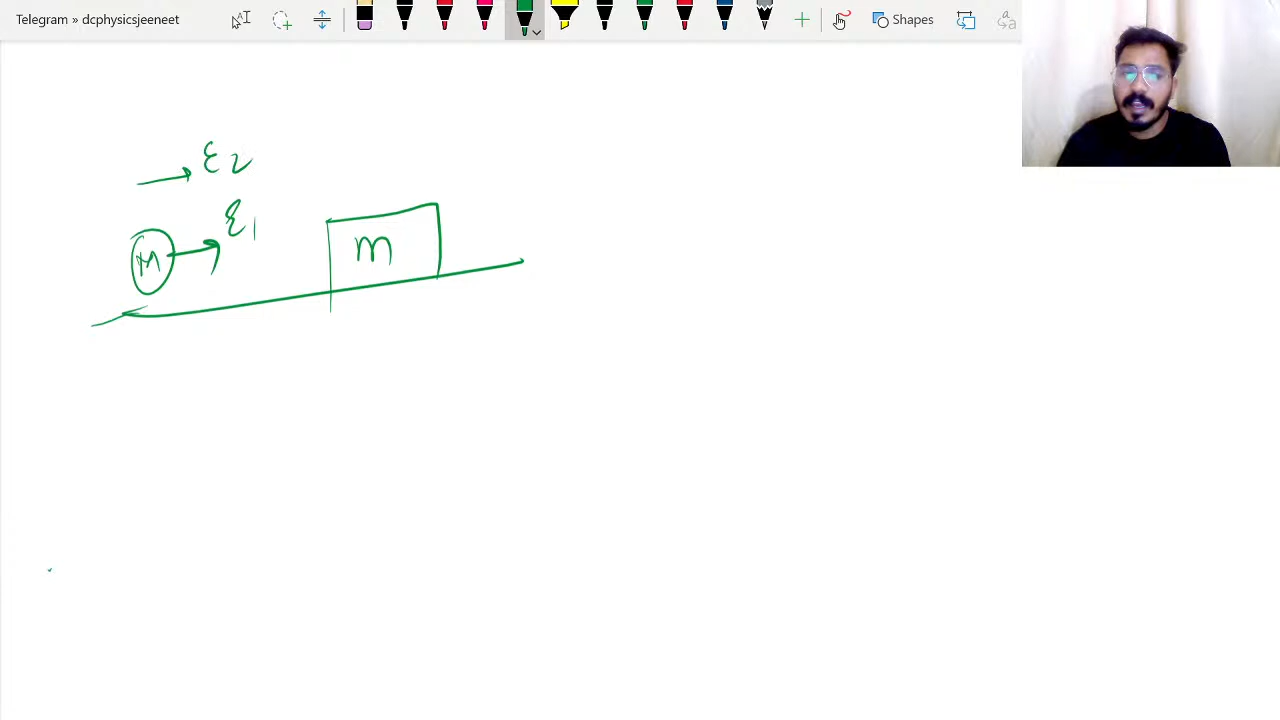 Telegram » dcphysicsjeeneet
Shapes
ε2
ε1
M
m